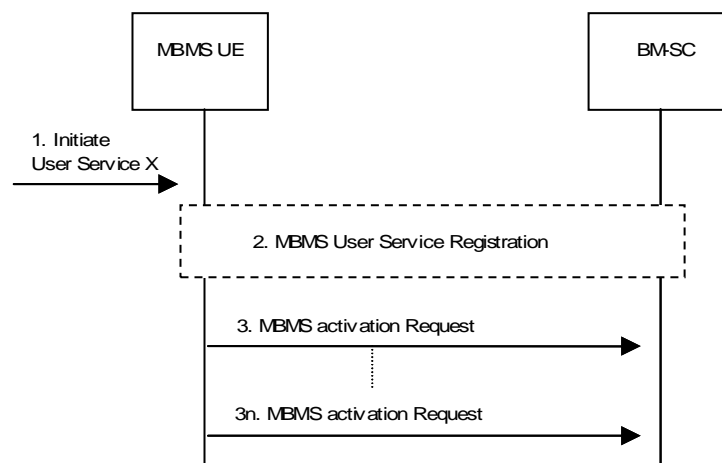 MBMS UE
BM-SC
1. Initiate
User Service X
2. MBMS User Service Registration
3. MBMS activation Request
3n. MBMS activation Request